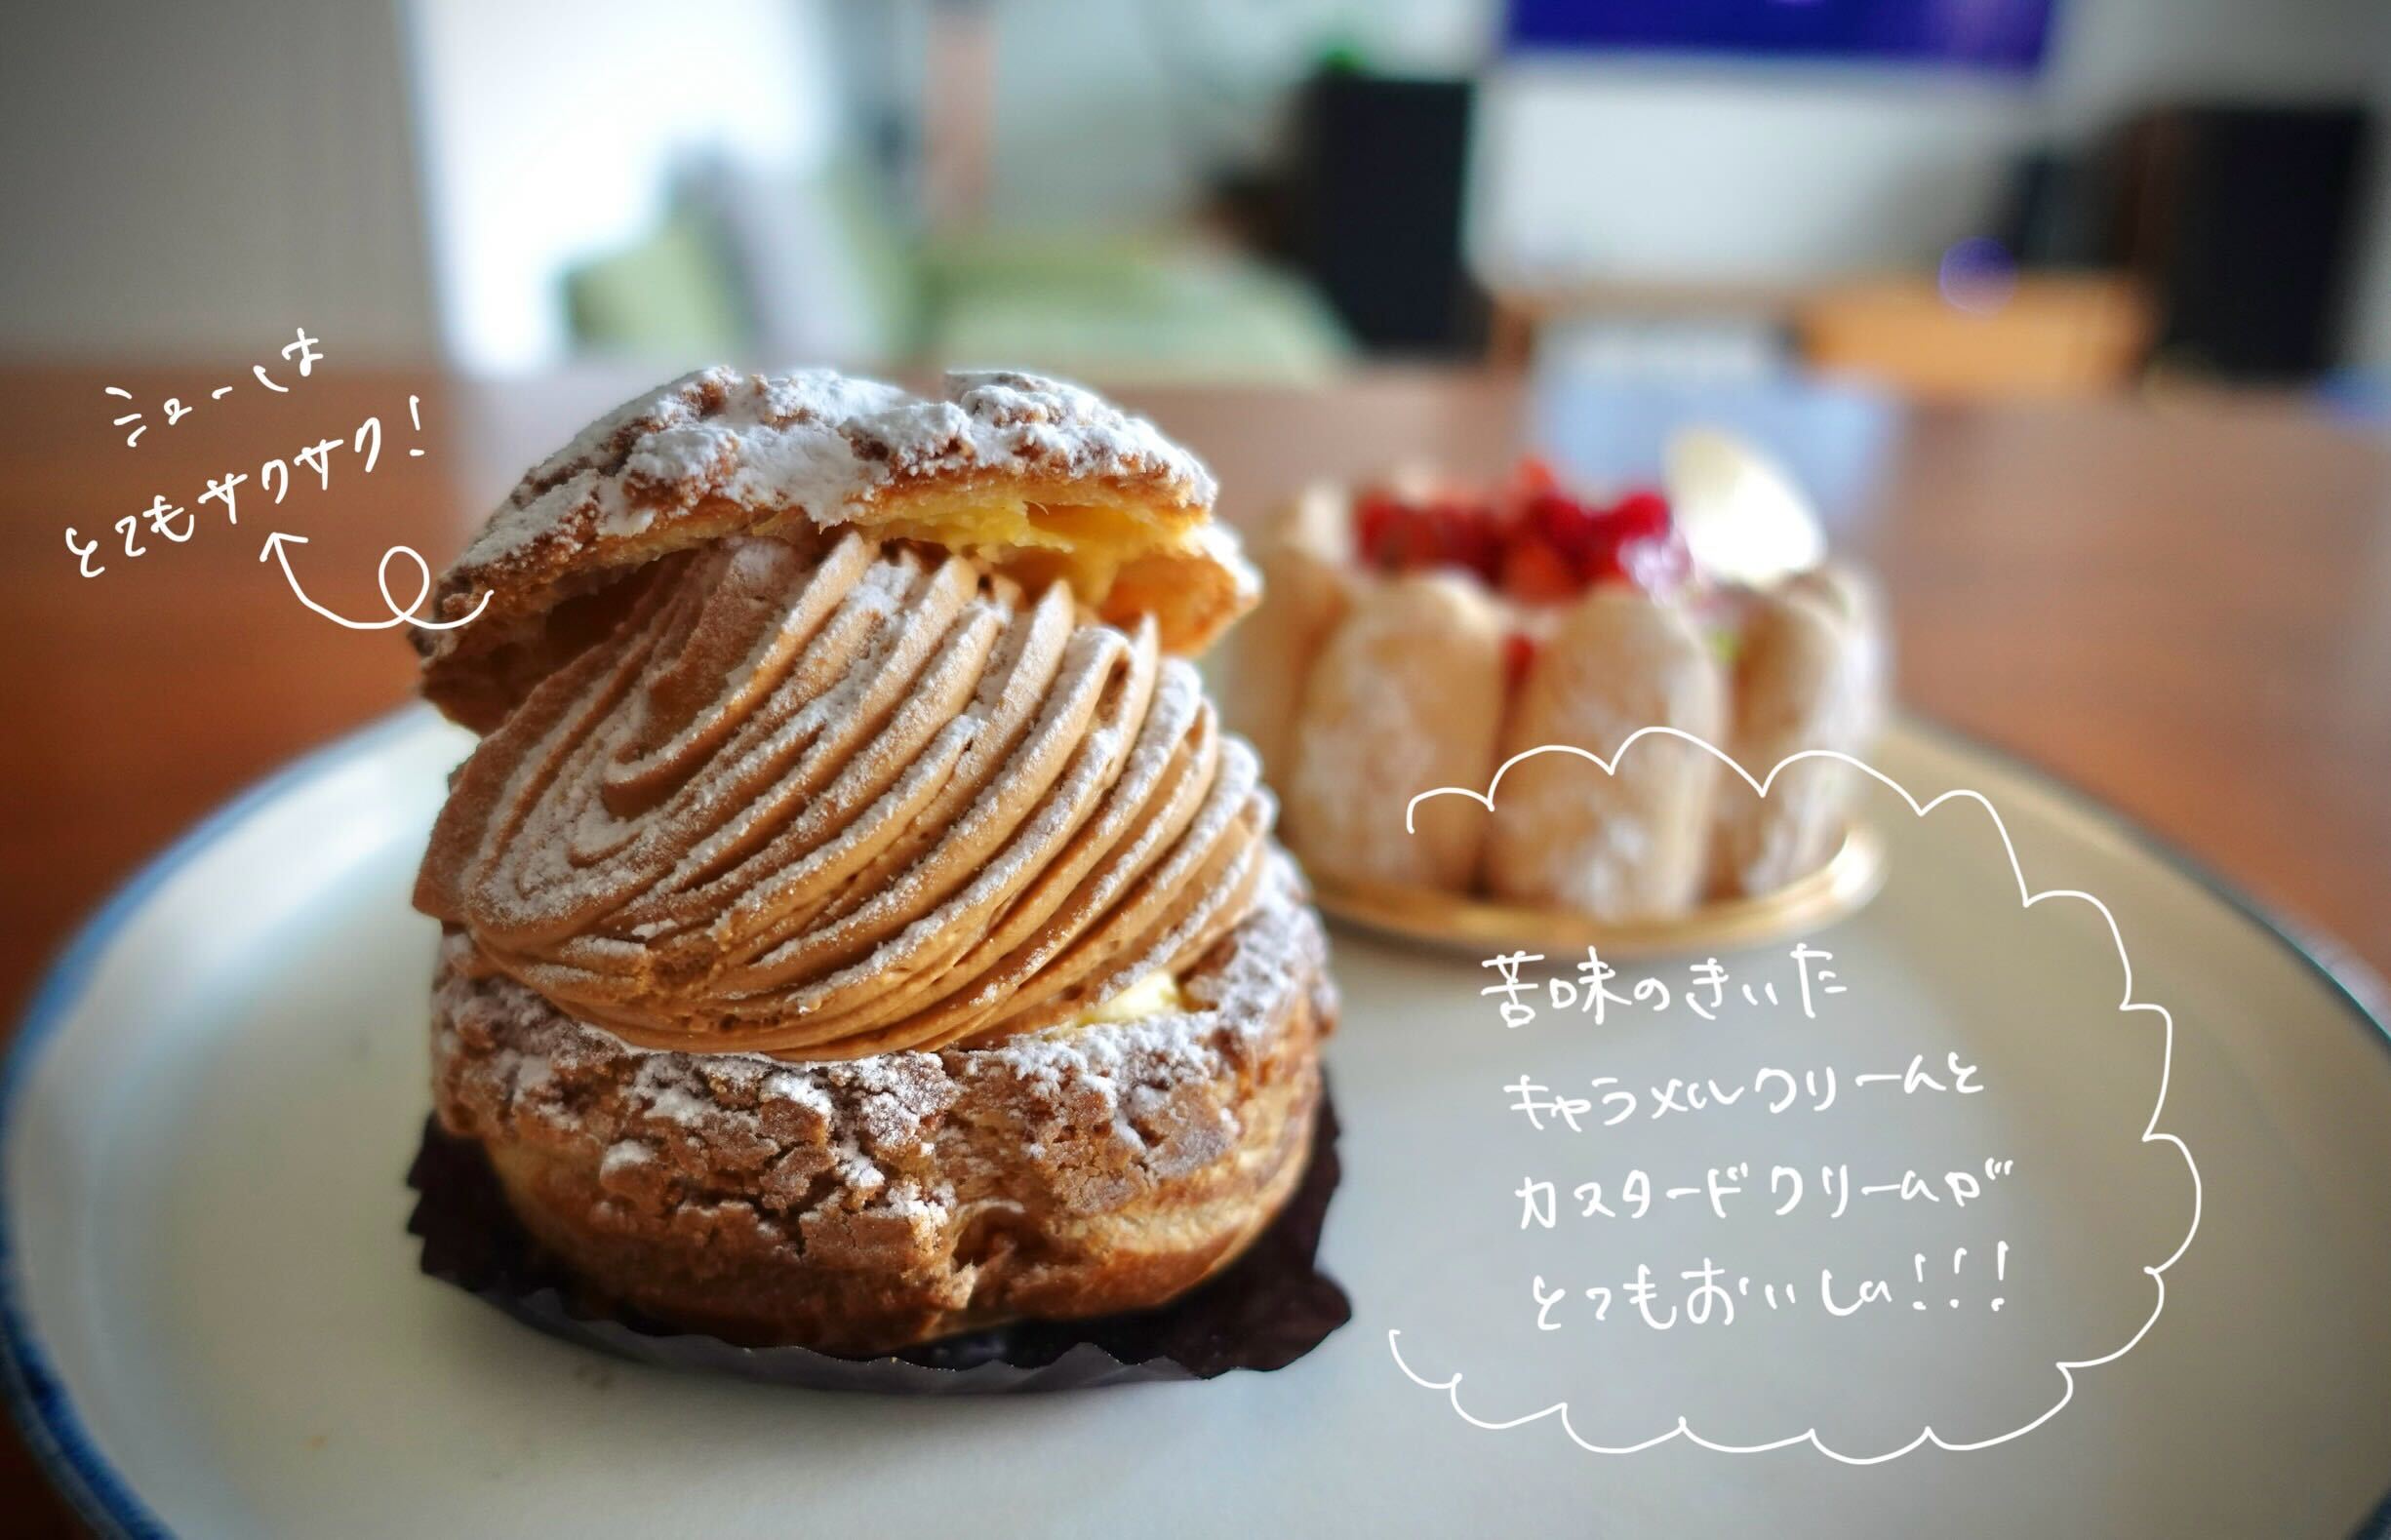 シューは
とてもサクサク!
苦味のきいた
キャラメルクリームと
カスタードクリームが
とてもおいしい!!!